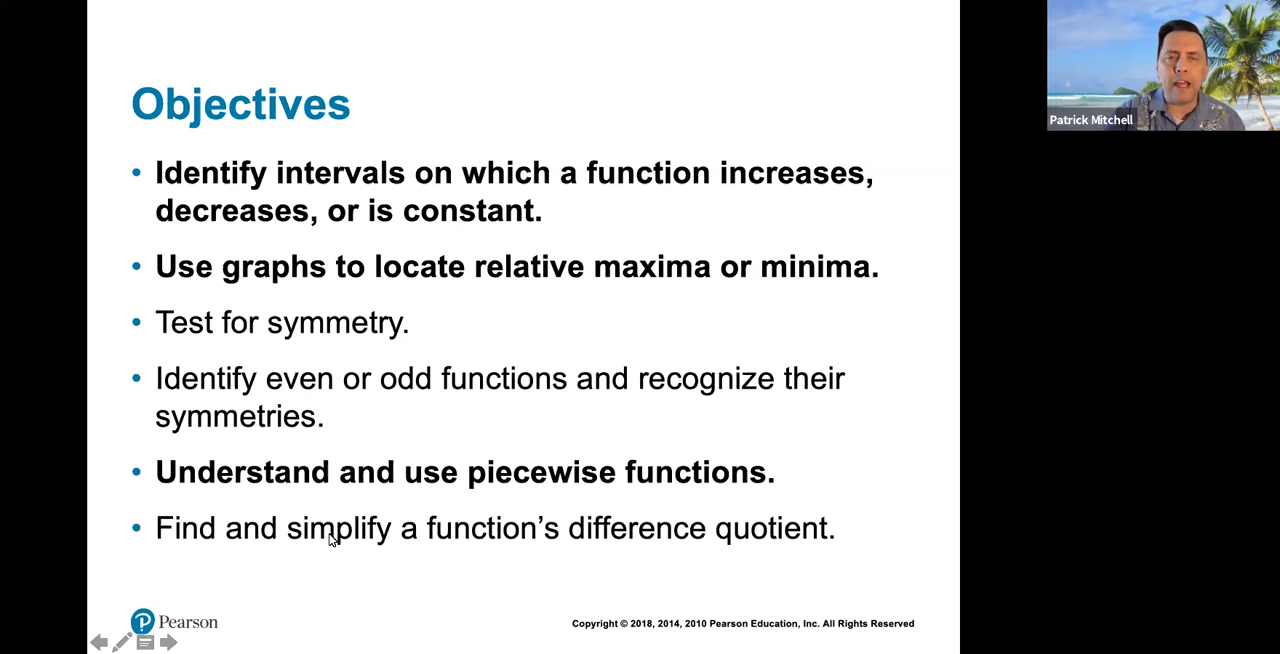 Objectives
• Identify intervals on which a function increases,
decreases, or is constant.
• Use graphs to locate relative maxima or minima.
• Test for symmetry.
• Identify even or odd functions and recognize their
symmetries.
• Understand and use piecewise functions.
• Find and simplify a function’s difference quotient.
P Pearson
Copyright © 2018, 2014, 2010 Pearson Education, Inc. All Rights Reserved
Patrick Mitchell